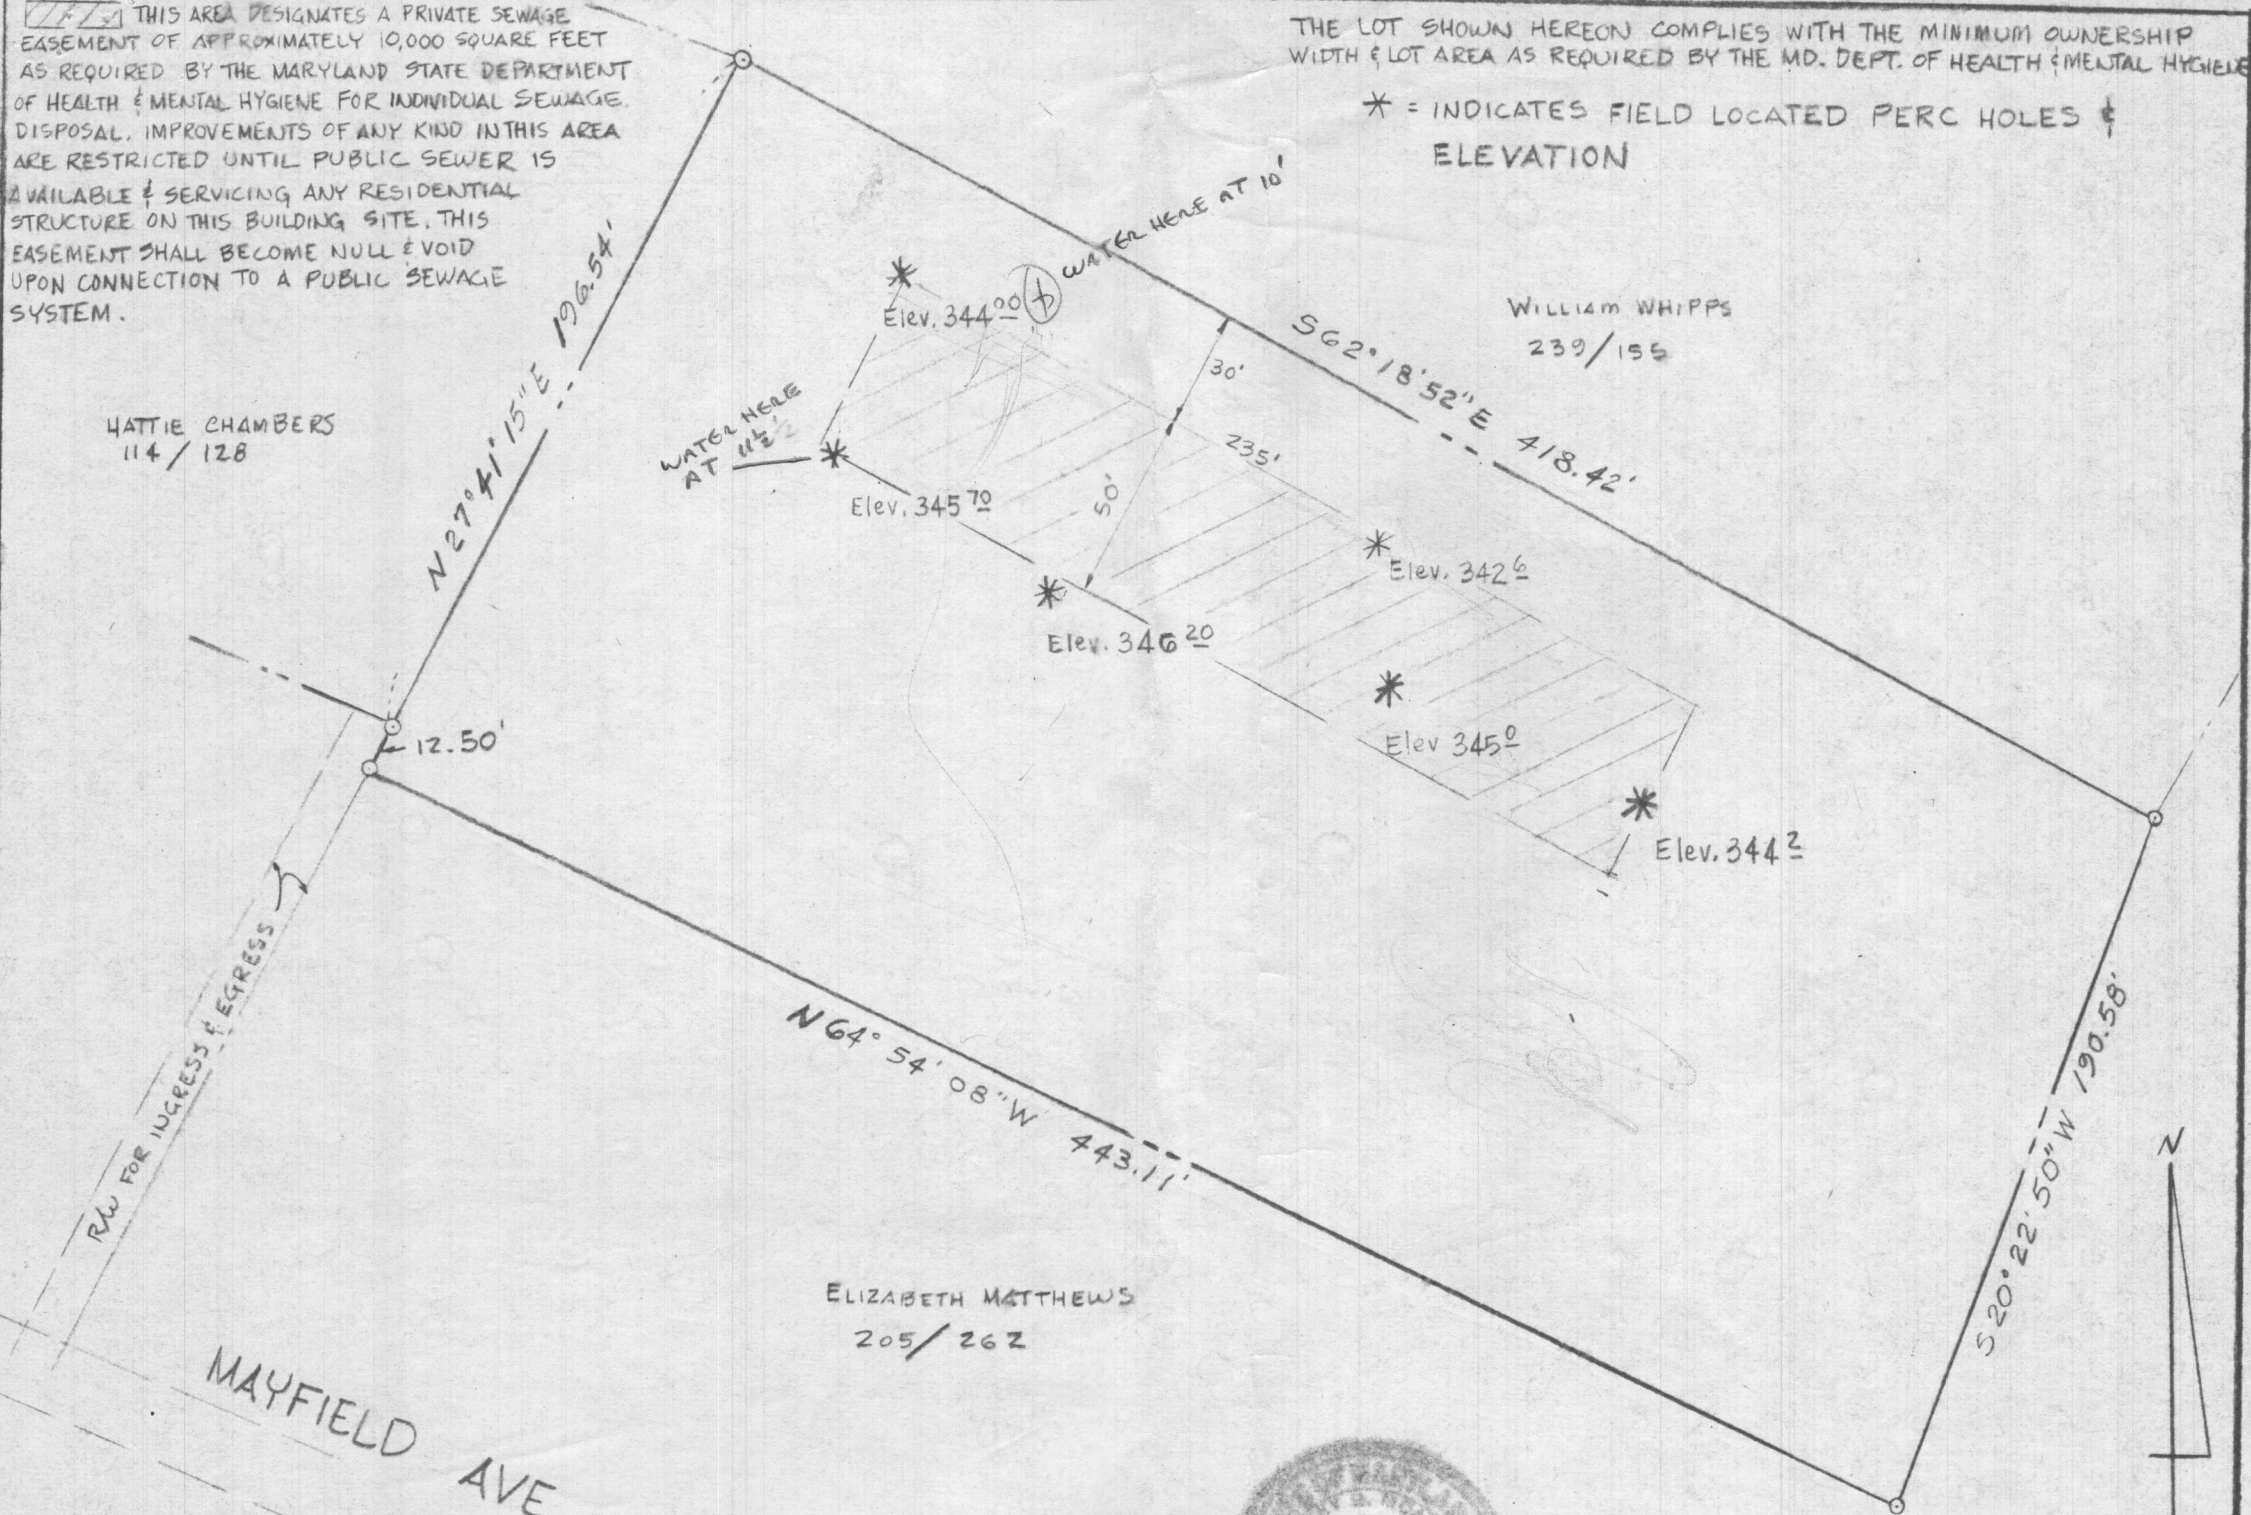 THIS AREA DESIGNATES A PRIVATE SEWAGE
EASEMENT OF APPROXIMATELY 10,000 SQUARE FEET
AS REQUIRED BY THE MARYLAND STATE DEPARTMENT
OF HEALTH & MENTAL HYGIENE FOR INDIVIDUAL SEWAGE
DISPOSAL. IMPROVEMENTS OF ANY KIND IN THIS AREA
ARE RESTRICTED UNTIL PUBLIC SEWER IS
AVAILABLE & SERVICING ANY RESIDENTIAL
STRUCTURE ON THIS BUILDING SITE. THIS
EASEMENT SHALL BECOME NULL & VOID
UPON CONNECTION TO A PUBLIC SEWAGE
SYSTEM.
THE LOT SHOWN HEREON COMPLIES WITH THE MINIMUM OWNERSHIP
WIDTH & LOT AREA AS REQUIRED BY THE MD. DEPT. OF HEALTH & MENTAL HYGIENE
* = INDICATES FIELD LOCATED PERC HOLES &
ELEVATION
WATER HERE AT 10'
Elev. 344 20
WILLIAM WHIPPS
239/155
S62°18'52"E 418.42'
30'
235'
50'
N27°41'15"E 196.54'
HATTIE CHAMBERS
114 / 128
WATER HERE
AT 11½'
Elev. 345 70
Elev. 342 6
Elev. 346 20
Elev 345 0
Elev. 344 2
12.50'
R/W FOR INGRESS & EGRESS
N64°54'08"W 443.11'
S20°22'50"W 190.58'
N
ELIZABETH MATTHEWS
205/262
MAYFIELD AVE